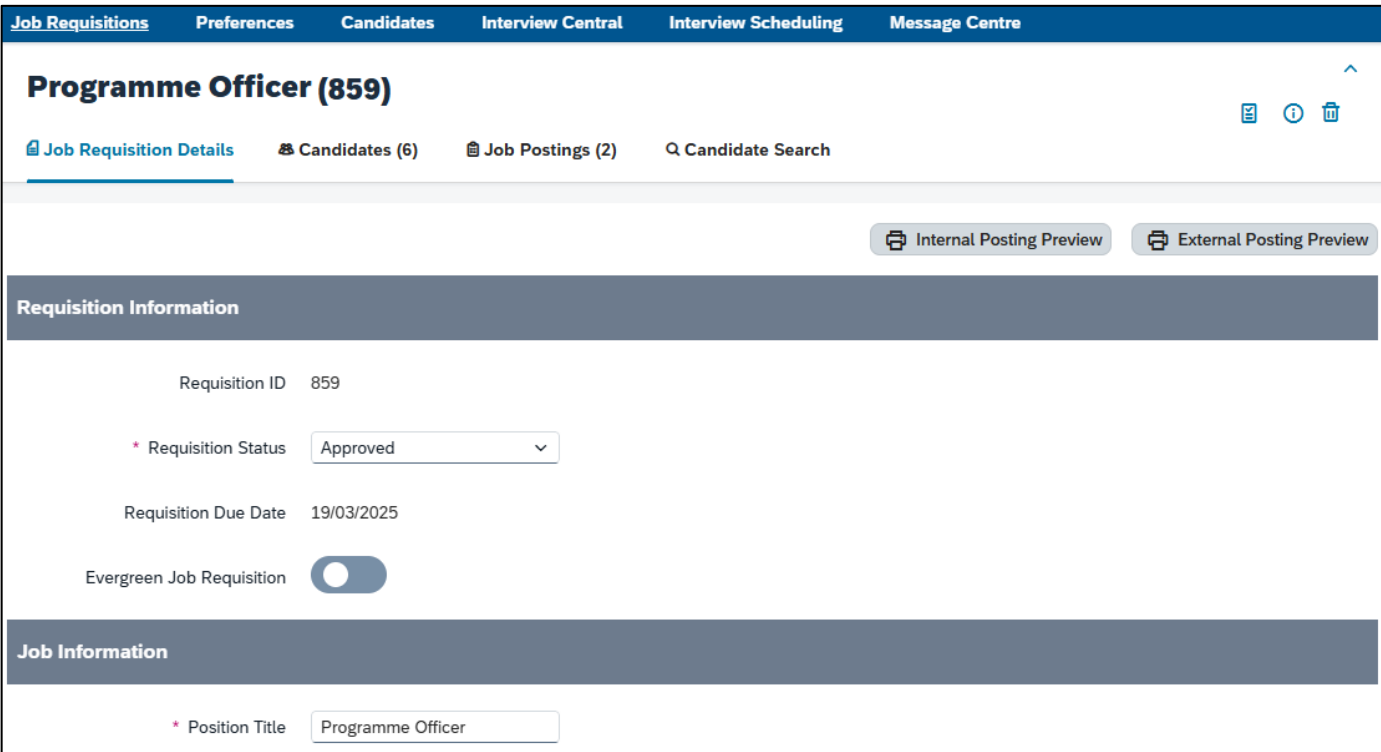 Job Requisitions Preferences Candidates Interview Central Interview Scheduling Message Centre
Programme Officer (859)
Job Requisition Details Candidates (6) Job Postings (2) Candidate Search
Internal Posting Preview External Posting Preview
Requisition Information
Requisition ID 859
* Requisition Status Approved
Requisition Due Date 19/03/2025
Evergreen Job Requisition
Job Information
* Position Title Programme Officer